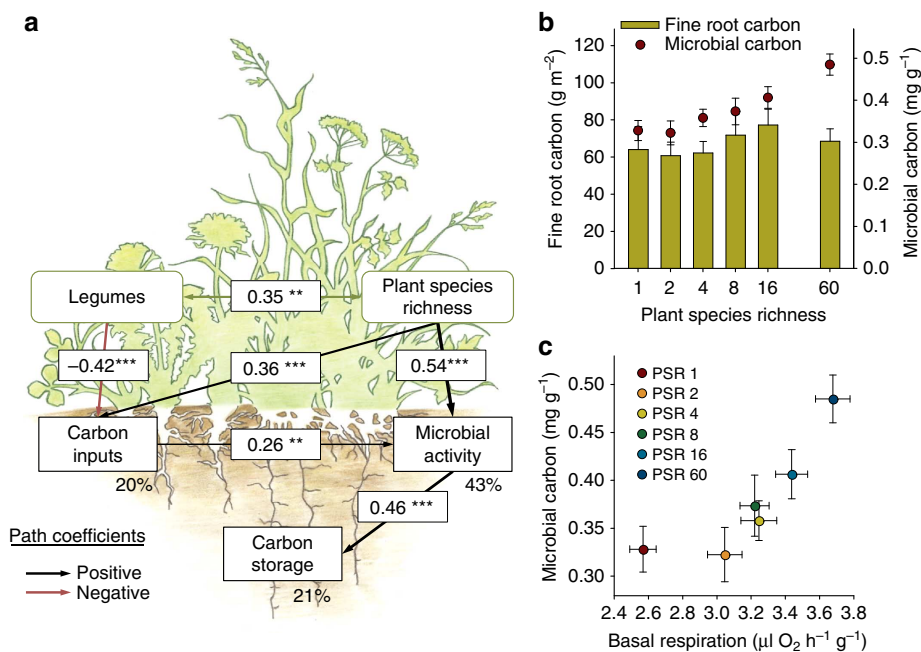 a
Legumes
0.35 **
Plant species
richness
−0.42***
0.36 ***
0.54***
Carbon
inputs
0.26 **
Microbial
activity
20%
43%
0.46 ***
Carbon
storage
21%
Path coefficients
Positive
Negative
b
Fine root carbon
Microbial carbon
Fine root carbon (g m⁻²)
120
100
80
60
40
20
0
Microbial carbon (mg g⁻¹)
0.5
0.4
0.3
0.2
0.1
0.0
1 2 4 8 16 60
Plant species richness
c
PSR 1
PSR 2
PSR 4
PSR 8
PSR 16
PSR 60
Microbial carbon (mg g⁻¹)
0.50
0.45
0.40
0.35
0.30
2.4 2.6 2.8 3.0 3.2 3.4 3.6 3.8
Basal respiration (μl O₂ h⁻¹ g⁻¹)